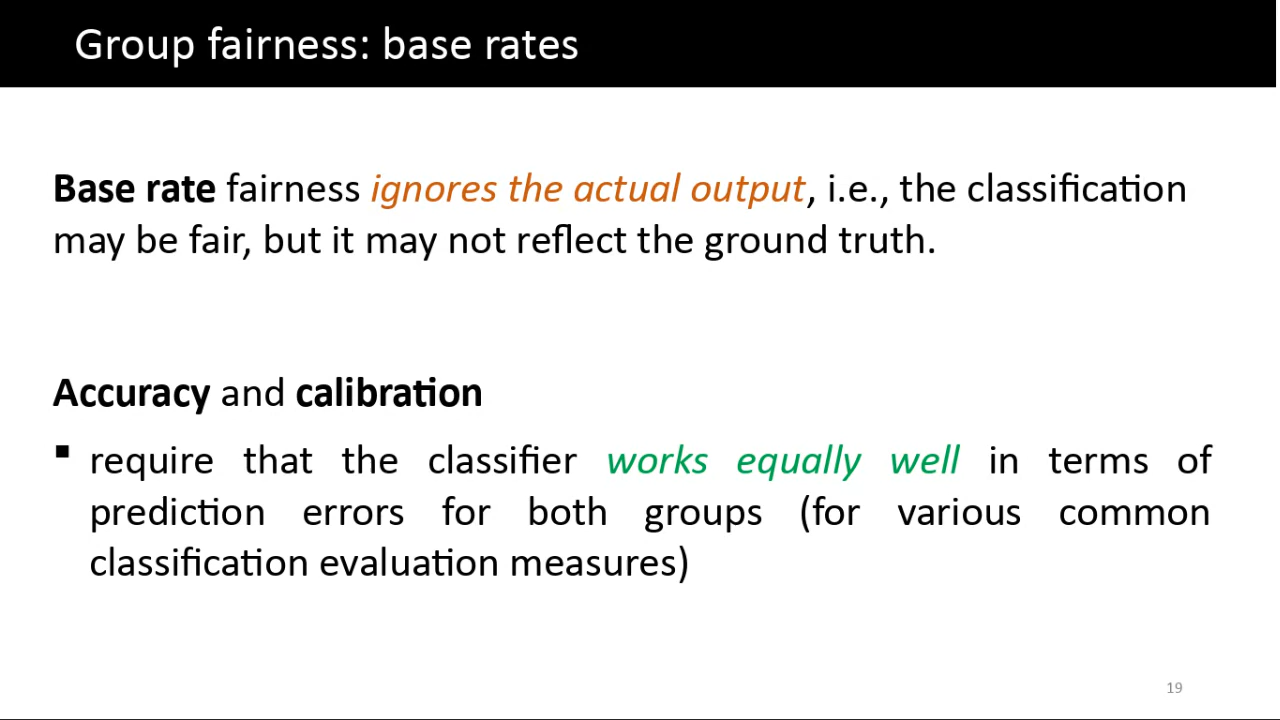 Group fairness: base rates
Base rate fairness ignores the actual output, i.e., the classification
may be fair, but it may not reflect the ground truth.
Accuracy and calibration
▪ require that the classifier works equally well in terms of
prediction errors for both groups (for various common
classification evaluation measures)
19